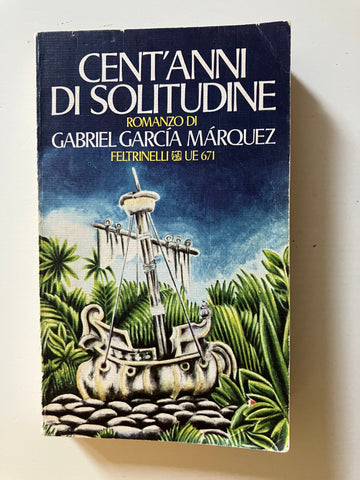 CENT'ANNI
DI SOLITUDINE
ROMANZO DI
GABRIEL GARCÍA MÁRQUEZ
FELTRINELLI UE 671